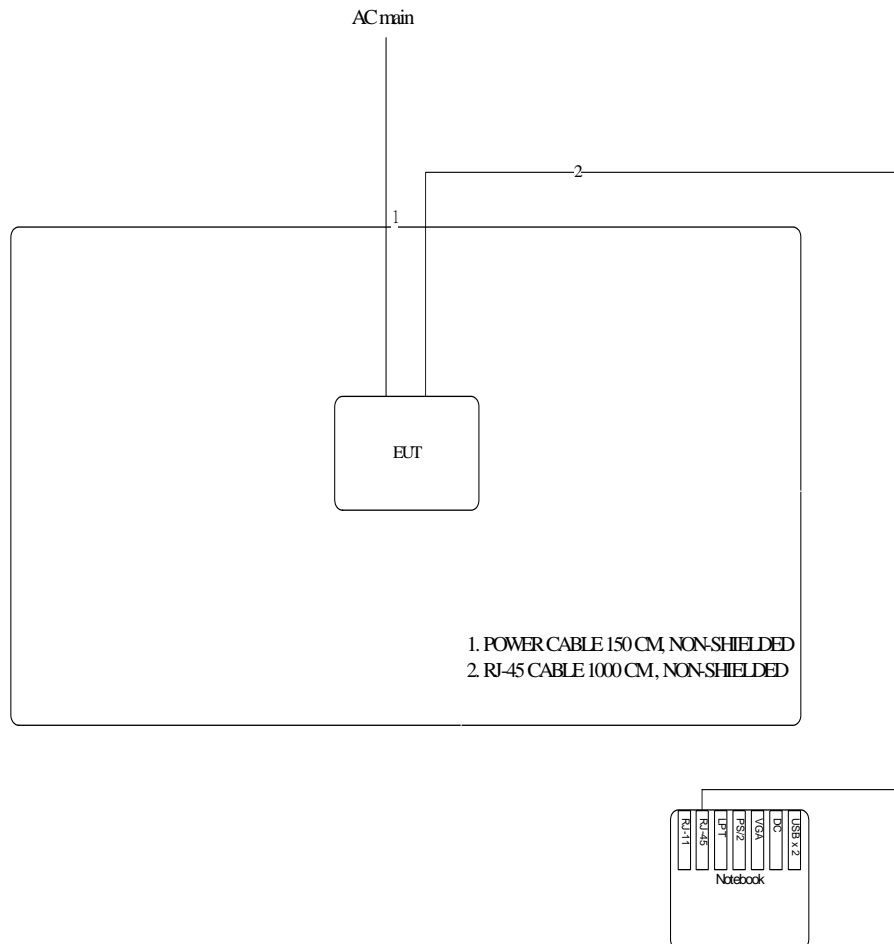 AC main
2
1
EUT
1. POWER CABLE 150 CM, NON-SHIELDED
2. RJ-45 CABLE 1000 CM , NON-SHIELDED
RJ-11
RJ-45
LPT
PS/2
VGA
DC
USB x 2
Notebook